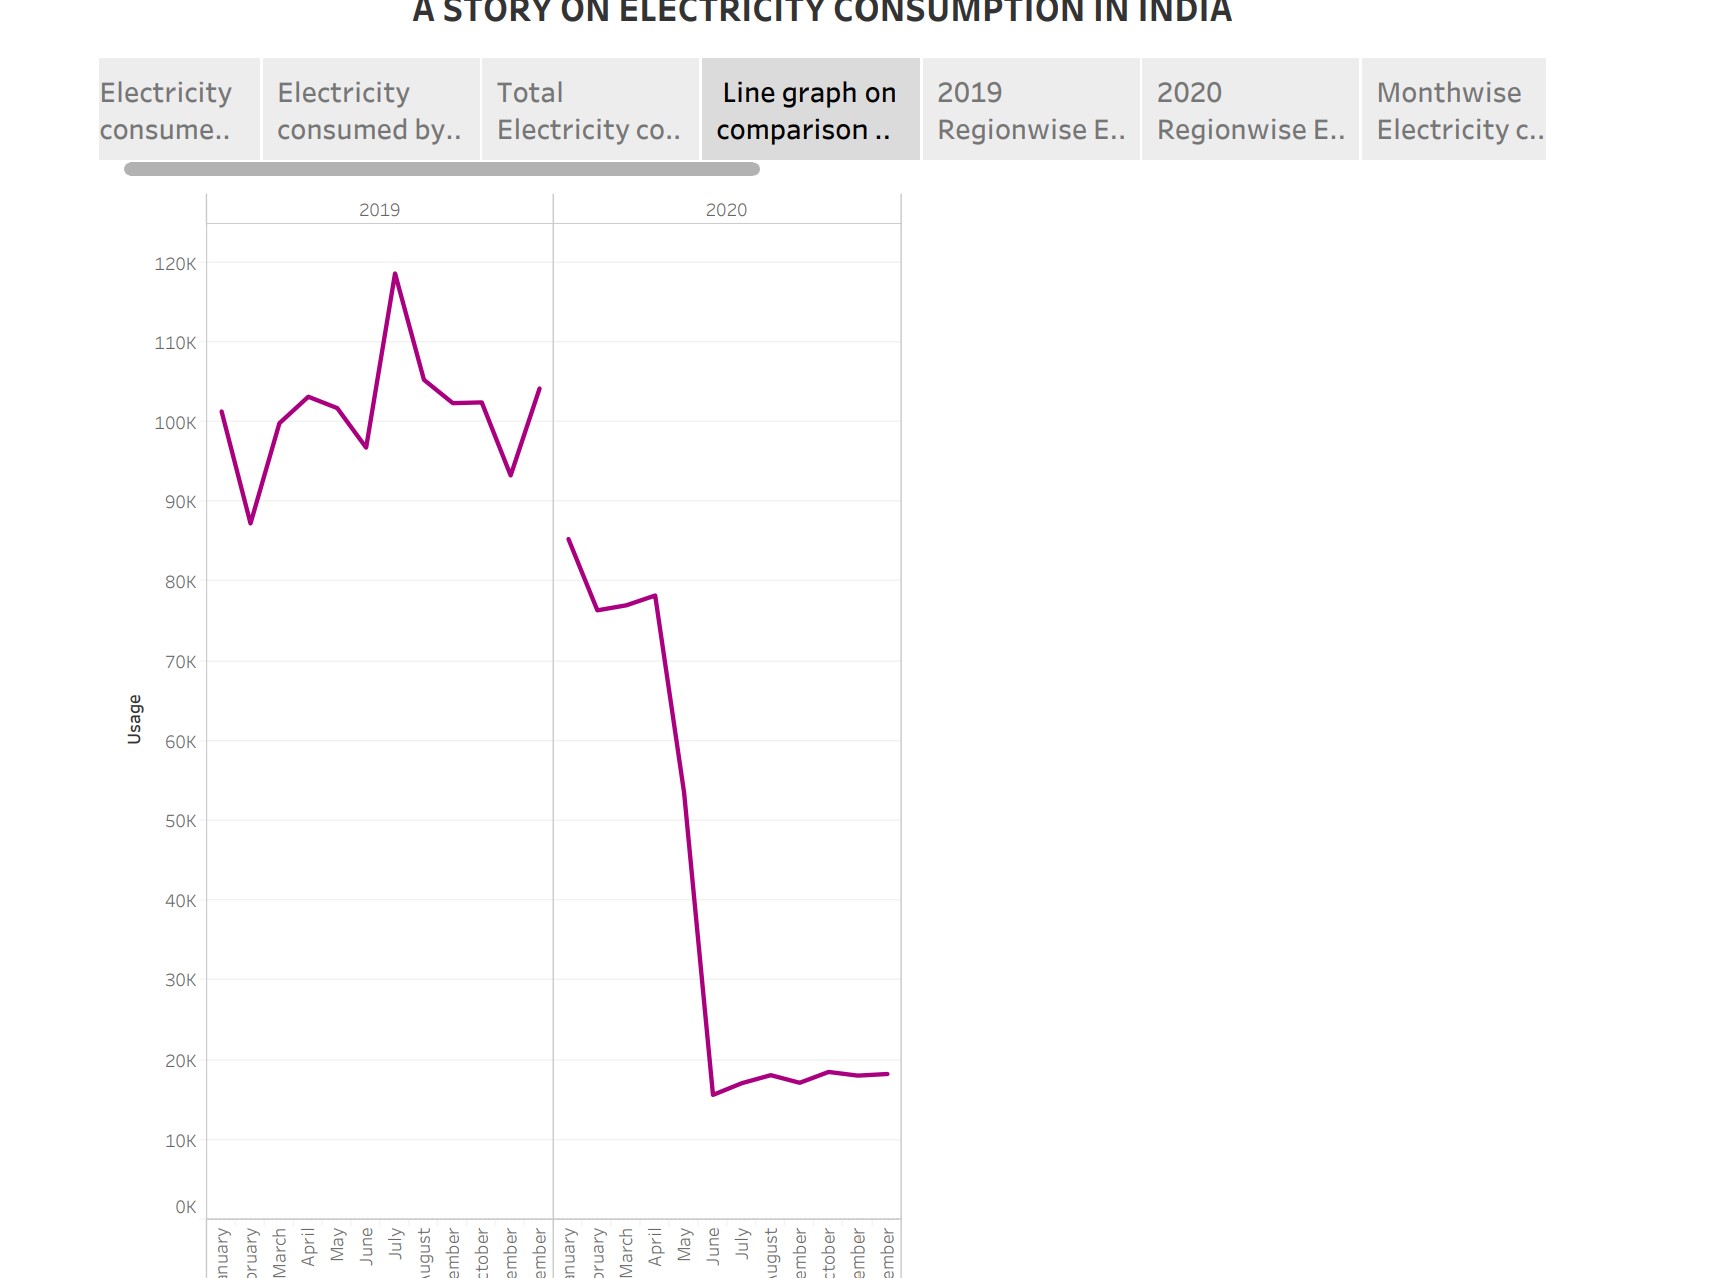 A STORY ON ELECTRICITY CONSUMPTION IN INDIA
Electricity
consume..
Electricity
consumed by..
Total
Electricity co..
Line graph on
comparison ..
2019
Regionwise E..
2020
Regionwise E..
Monthwise
Electricity c..
2019
2020
120K
110K
100K
90K
80K
70K
60K
50K
40K
30K
20K
10K
0K
Usage
anuary
bruary
March
April
May
June
July
August
ember
ctober
ember
ember
anuary
bruary
March
April
May
June
July
August
ember
ctober
ember
ember